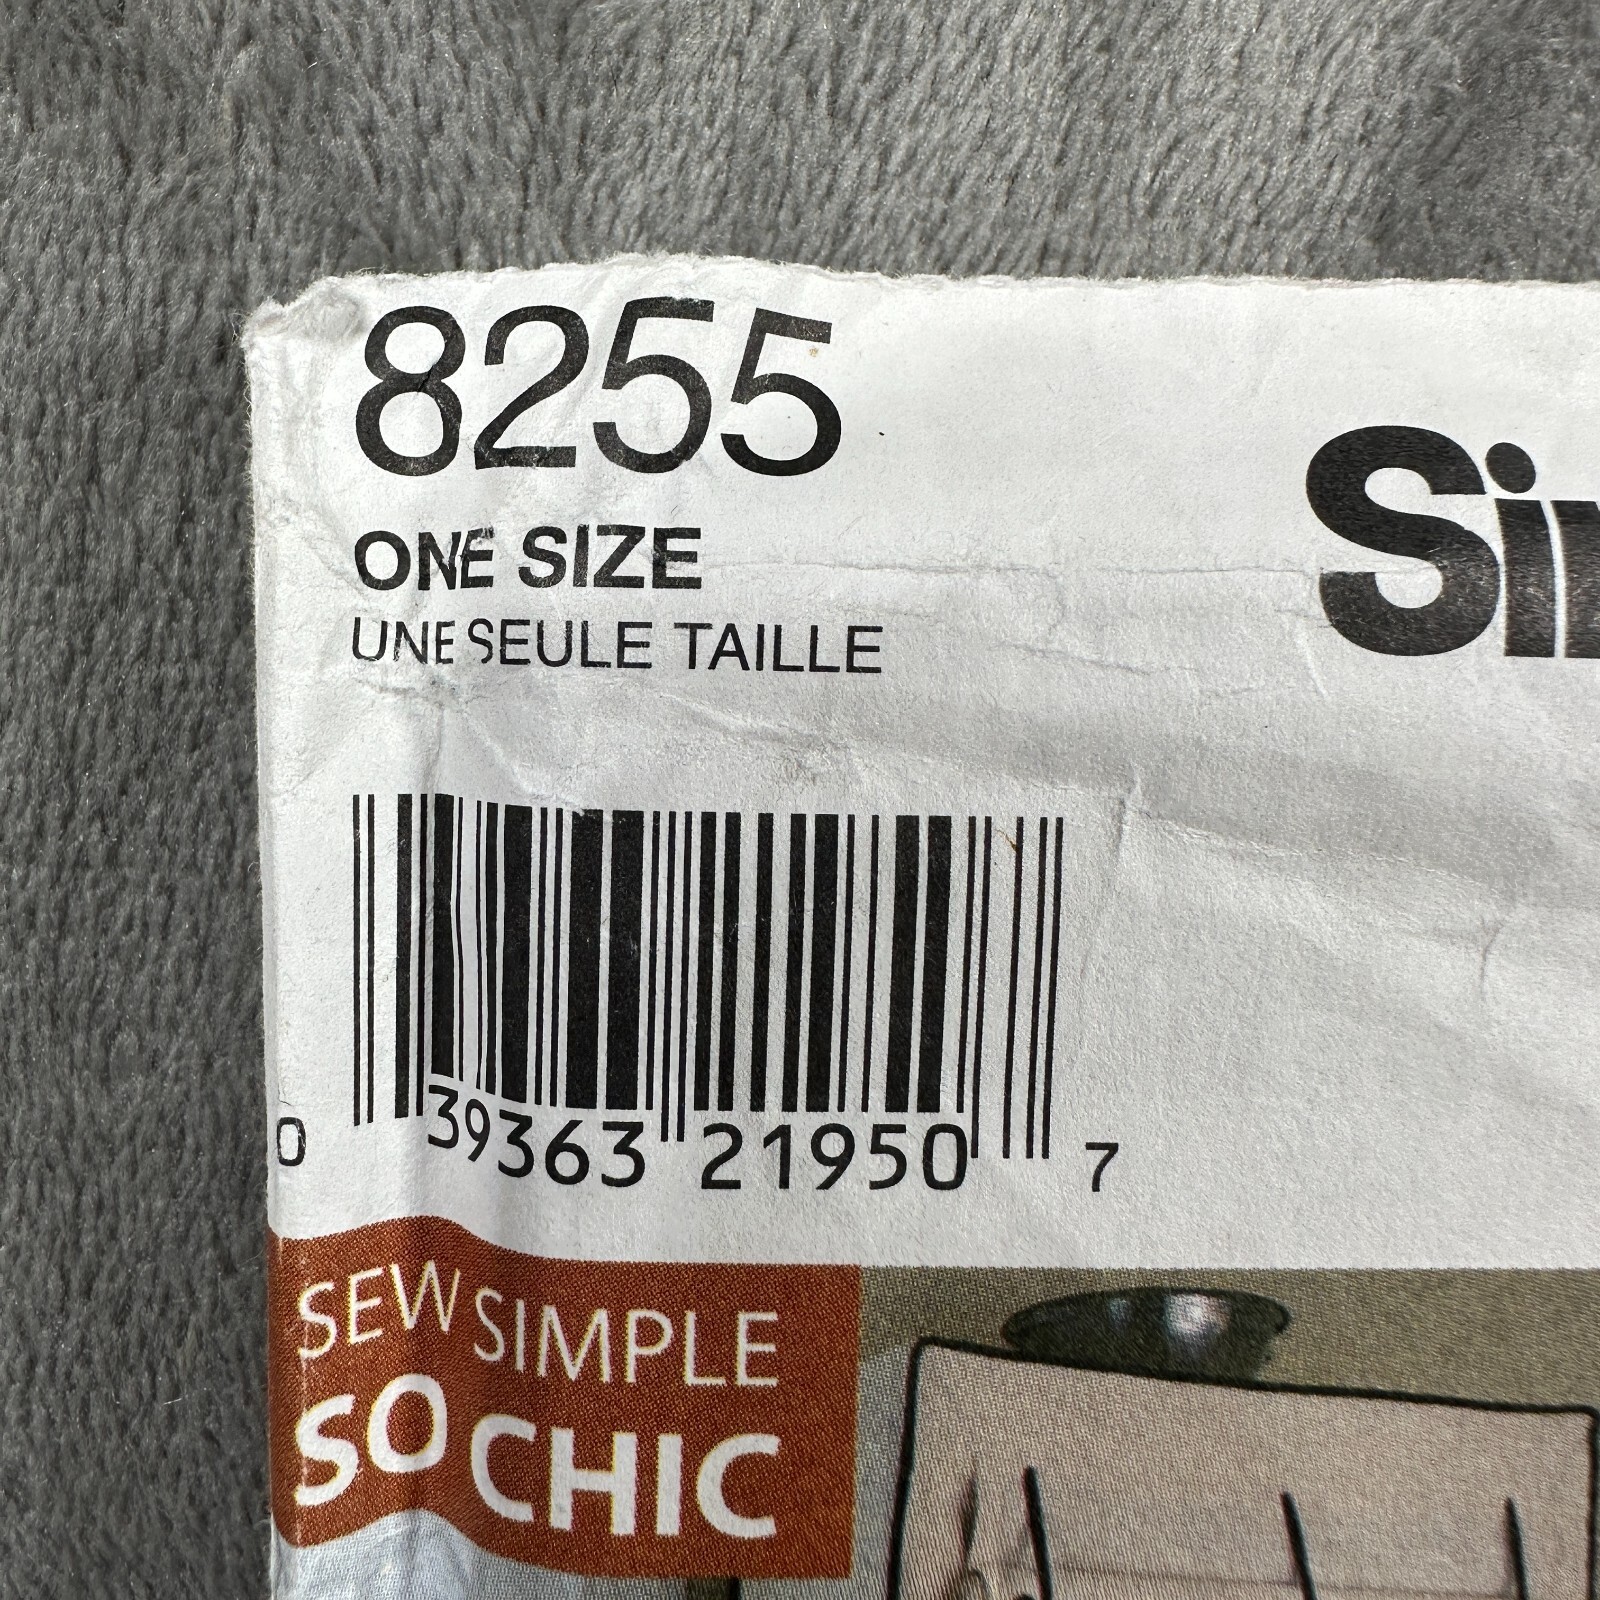 8255
ONE SIZE
UNE SEULE TAILLE
0 39363 21950 7
SEW SIMPLE
SO CHIC